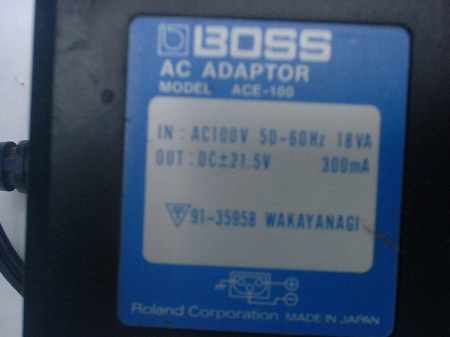 BOSS
AC ADAPTOR
MODEL ACE-100
IN : AC100V 50-60Hz 18VA
OUT : DC±21.5V 300mA
91-35958 WAKAYANAGI
Roland Corporation MADE IN JAPAN